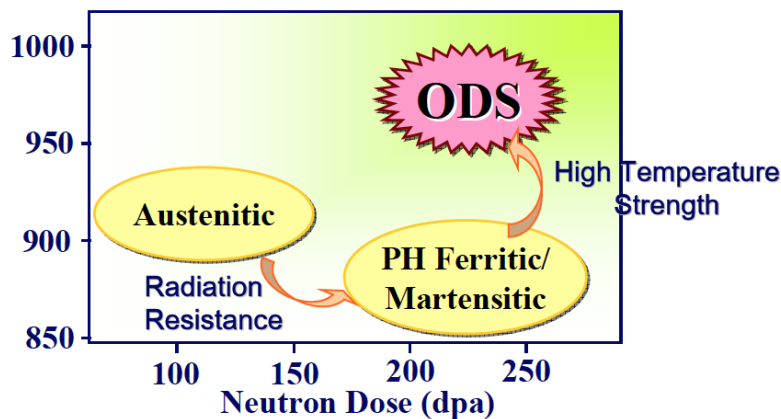 1000
950
900
850
ODS
High Temperature
Strength
Austenitic
PH Ferritic/
Martensitic
Radiation
Resistance
100 150 200 250
Neutron Dose (dpa)